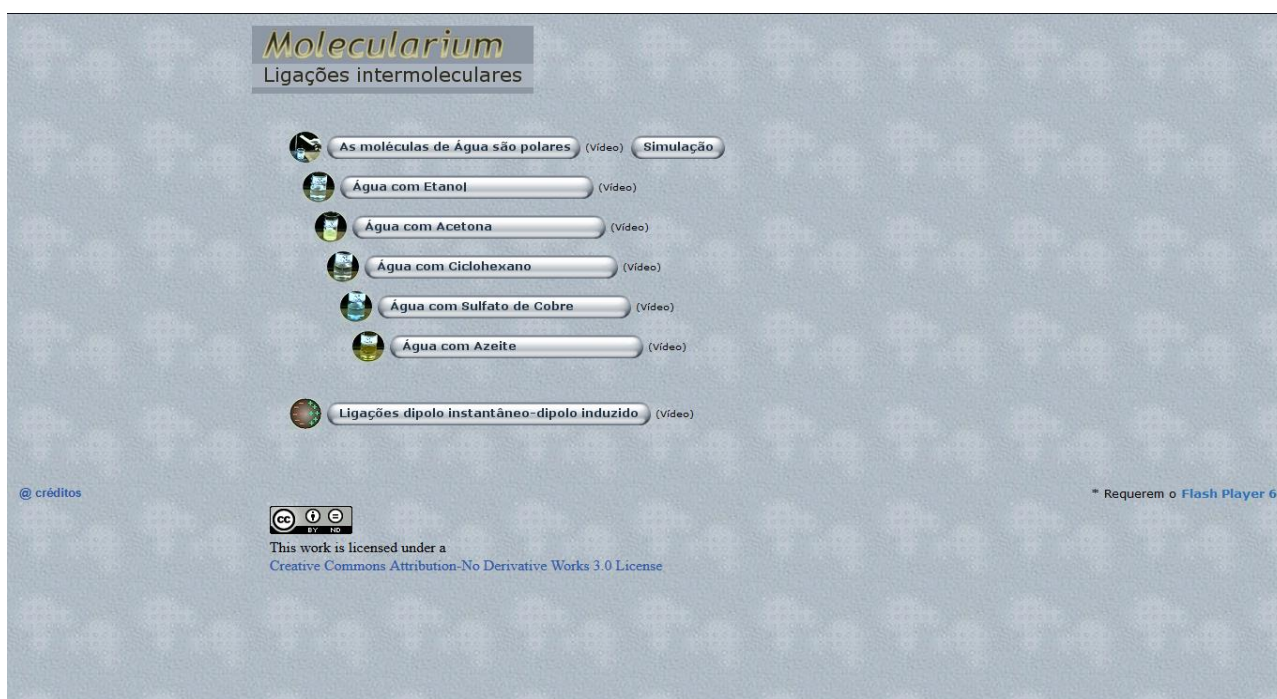 Molecularium
Ligações intermoleculares
As moléculas de Água são polares (Vídeo) Simulação
Água com Etanol (Vídeo)
Água com Acetona (Vídeo)
Água com Ciclohexano (Vídeo)
Água com Sulfato de Cobre (Vídeo)
Água com Azeite (Vídeo)
Ligações dipolo instantâneo-dipolo induzido (Vídeo)
@ créditos
* Requerem o Flash Player 6
cc BY ND
This work is licensed under a
Creative Commons Attribution-No Derivative Works 3.0 License